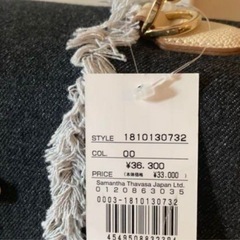 STYLE 1810130732
COL. 00
¥36,300
PRICE (本体価格 ¥33,000)
Samantha Thavasa Japan Ltd.
0120863035
0003-1810130732